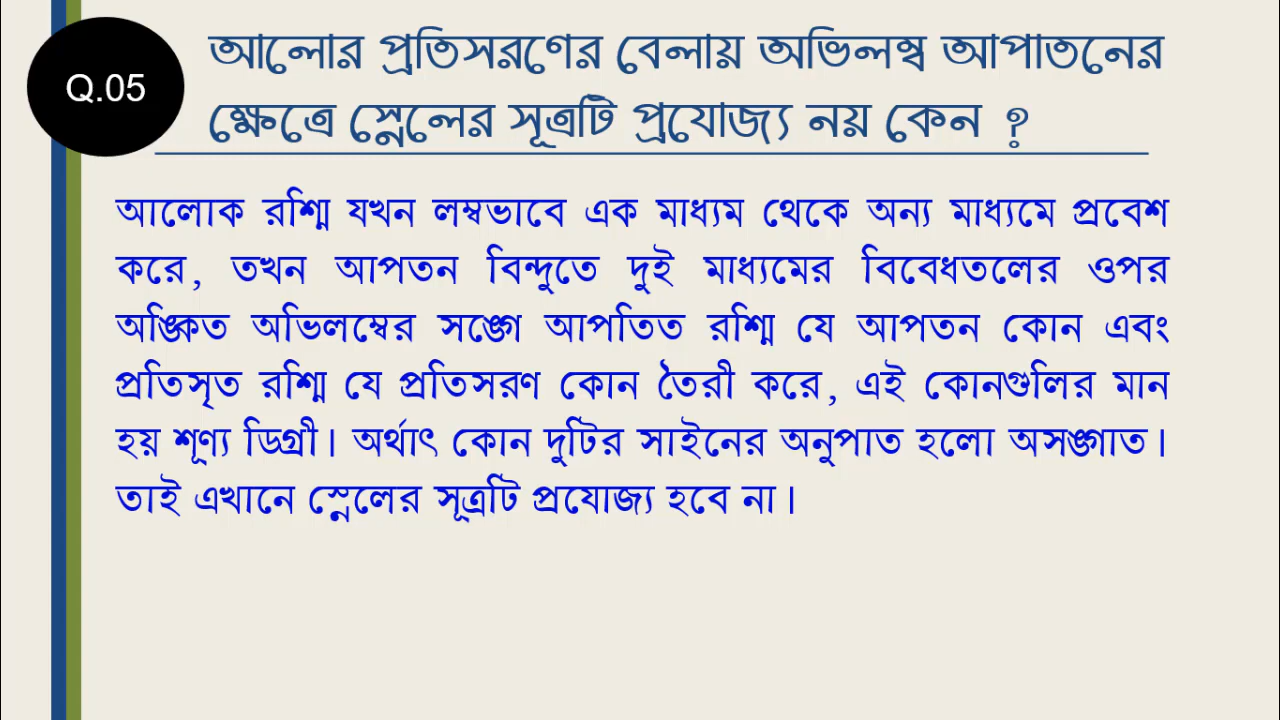 Q.05
আলোর প্রতিসরণের বেলায় অভিলম্ব আপাতনের
ক্ষেত্রে স্নেলের সূত্রটি প্রযোজ্য নয় কেন ?
আলোক রশ্মি যখন লম্বভাবে এক মাধ্যম থেকে অন্য মাধ্যমে প্রবেশ
করে, তখন আপতন বিন্দুতে দুই মাধ্যমের বিবেধতলের ওপর
অঙ্কিত অভিলম্বের সঙ্গে আপতিত রশ্মি যে আপতন কোন এবং
প্রতিসৃত রশ্মি যে প্রতিসরণ কোন তৈরী করে, এই কোনগুলির মান
হয় শূণ্য ডিগ্রী। অর্থাৎ কোন দুটির সাইনের অনুপাত হলো অসঙ্গাত।
তাই এখানে স্নেলের সূত্রটি প্রযোজ্য হবে না।